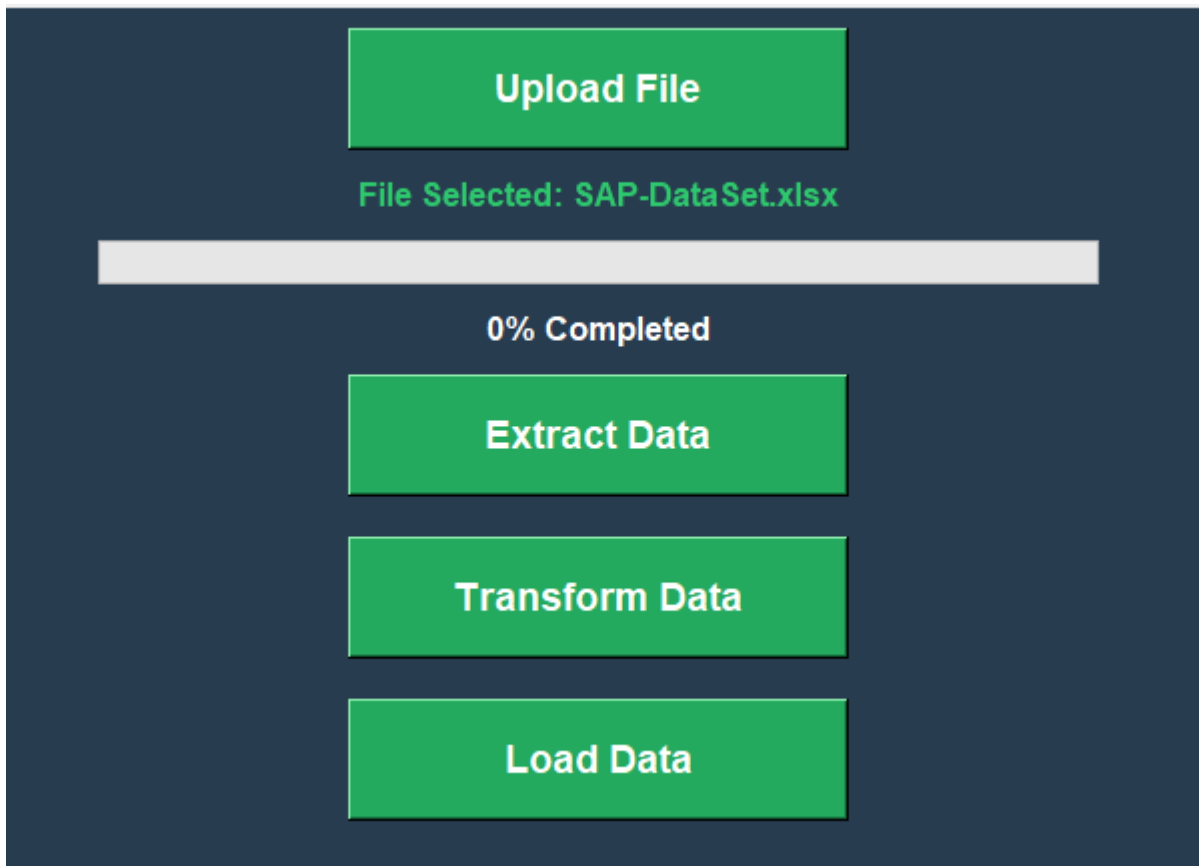 Upload File
File Selected: SAP-DataSet.xlsx
0% Completed
Extract Data
Transform Data
Load Data